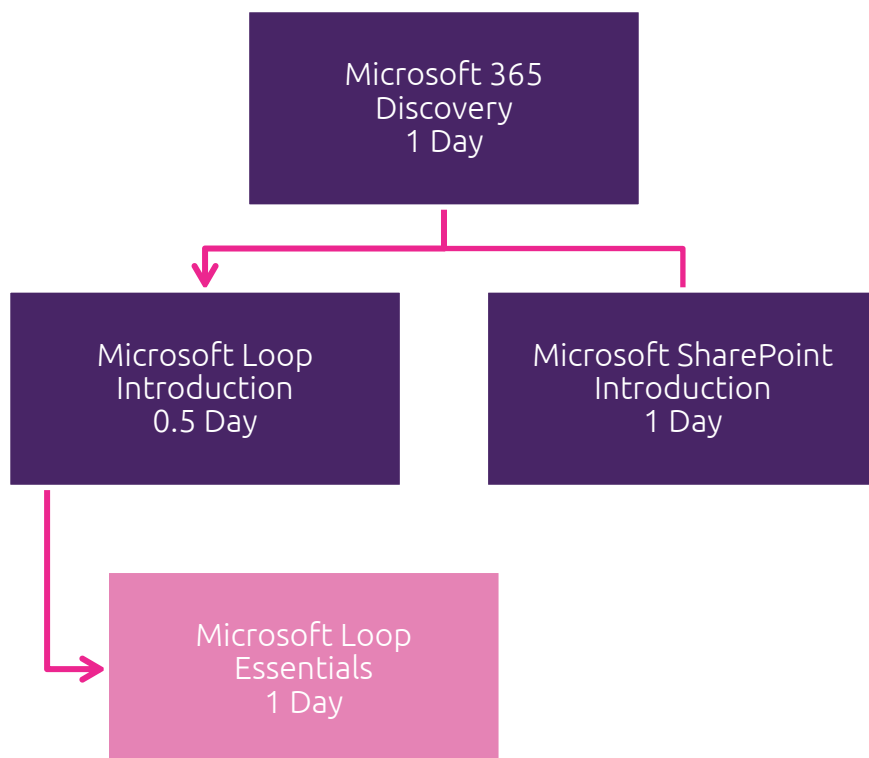 Microsoft 365
Discovery
1 Day
Microsoft Loop
Introduction
0.5 Day
Microsoft SharePoint
Introduction
1 Day
Microsoft Loop
Essentials
1 Day